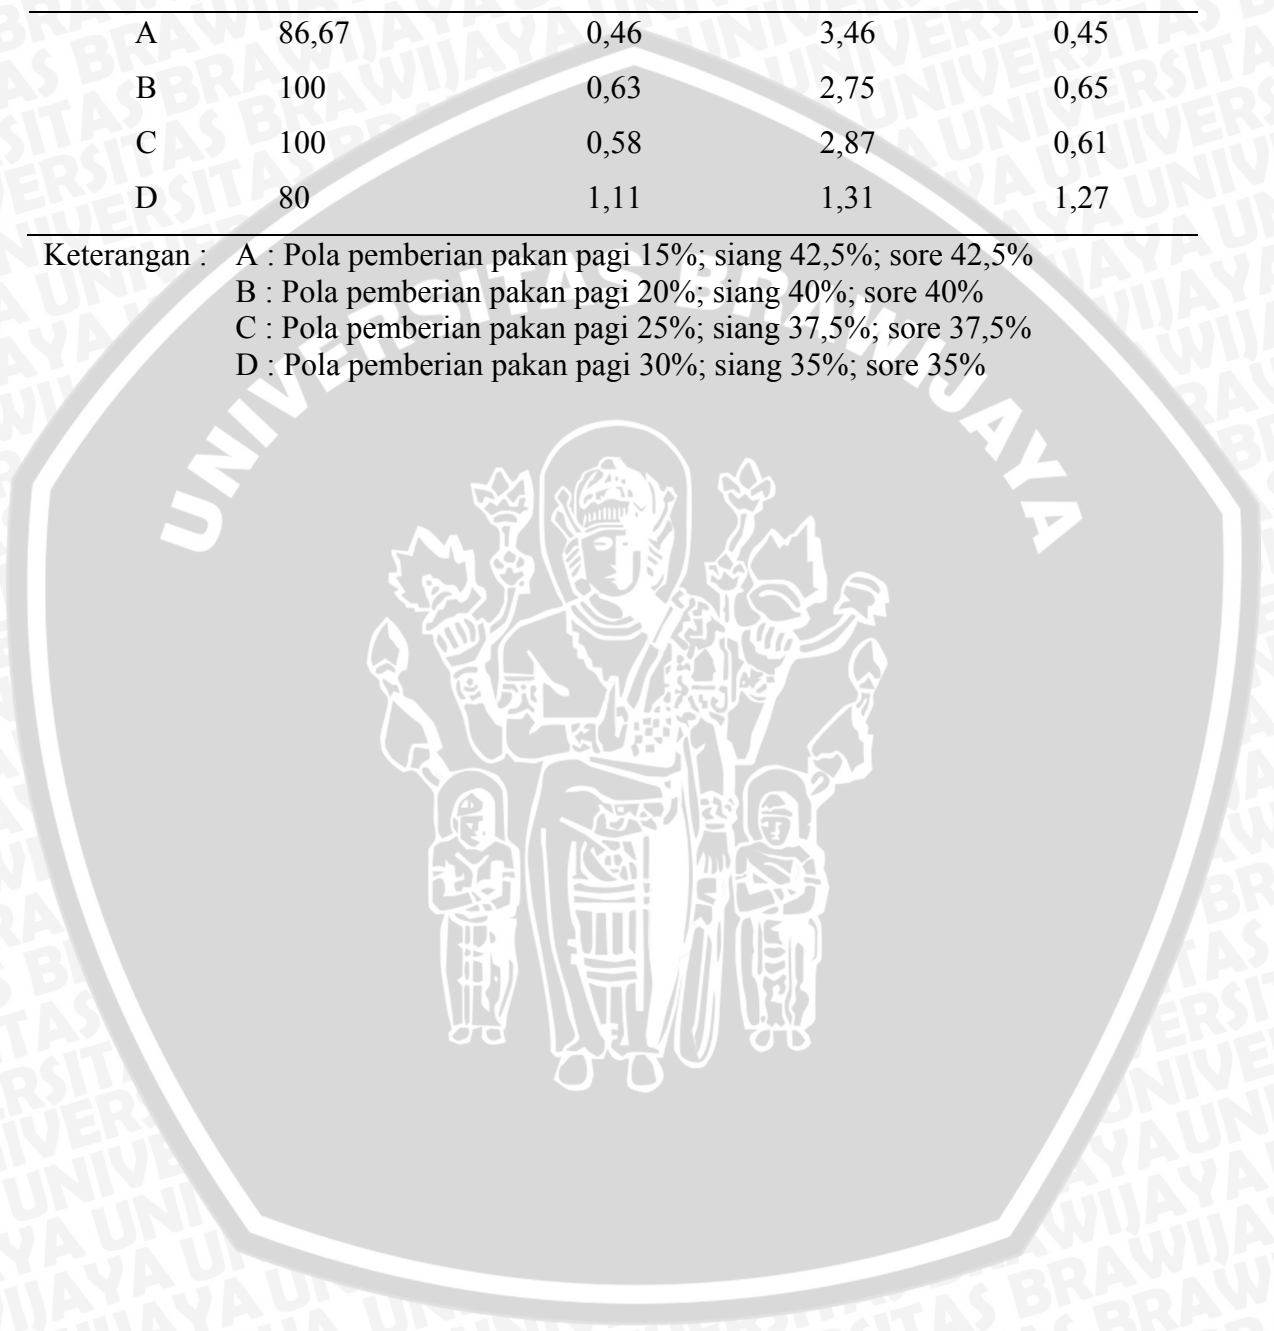 A 86,67 0,46 3,46 0,45
B 100 0,63 2,75 0,65
C 100 0,58 2,87 0,61
D 80 1,11 1,31 1,27
Keterangan : A : Pola pemberian pakan pagi 15%; siang 42,5%; sore 42,5%
B : Pola pemberian pakan pagi 20%; siang 40%; sore 40%
C : Pola pemberian pakan pagi 25%; siang 37,5%; sore 37,5%
D : Pola pemberian pakan pagi 30%; siang 35%; sore 35%
UNIVERSITAS BRAWIJAYA